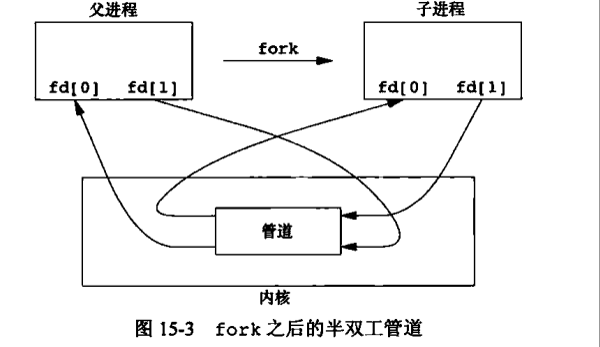 父进程
子进程
fork
fd[0] fd[1]
fd[0] fd[1]
管道
内核
图 15-3 fork 之后的半双工管道